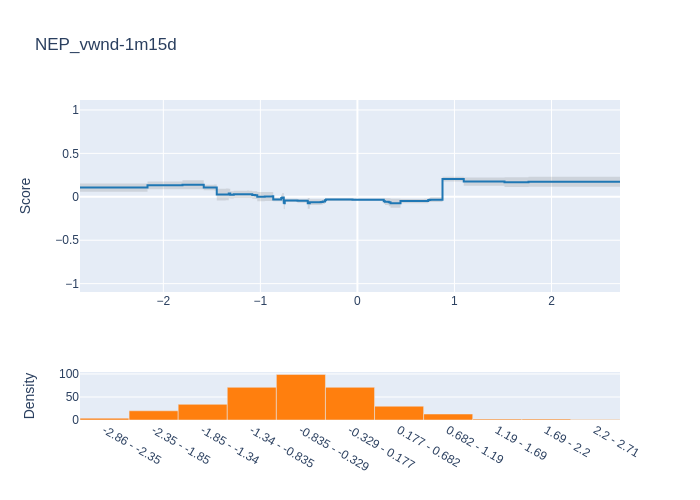 NEP_vwnd-1m15d
Score
1
0.5
0
−0.5
−1
−2
−1
0
1
2
Density
100
50
0
-2.86 - -2.35
-2.35 - -1.85
-1.85 - -1.34
-1.34 - -0.835
-0.835 - -0.329
-0.329 - 0.177
0.177 - 0.682
0.682 - 1.19
1.19 - 1.69
1.69 - 2.2
2.2 - 2.71